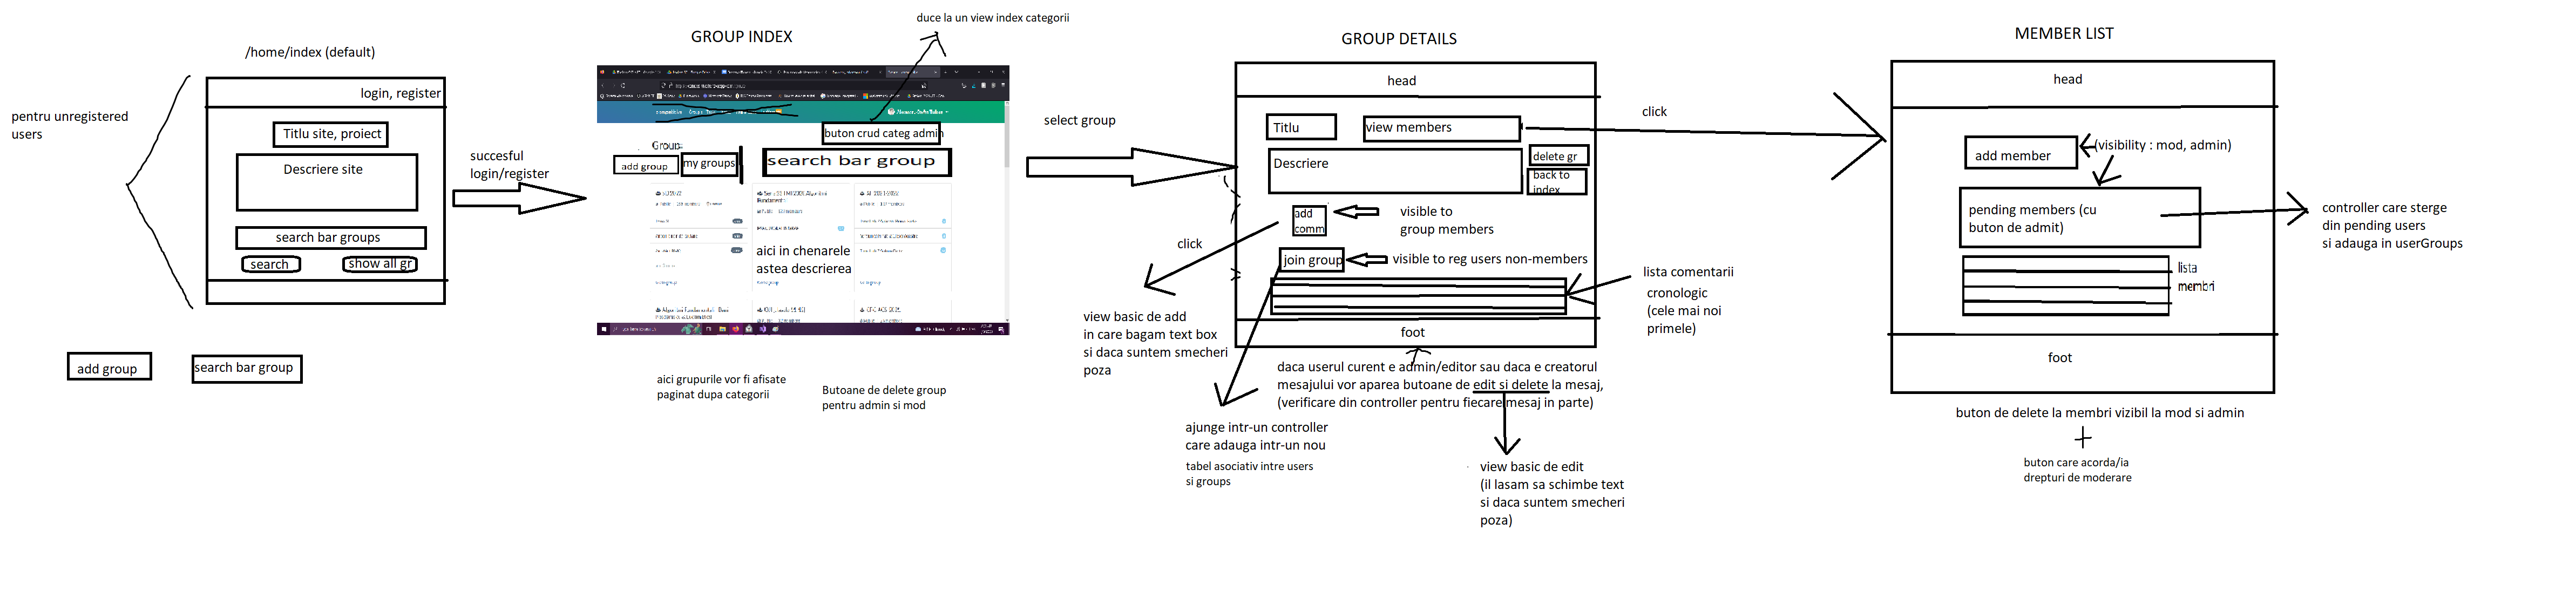 /home/index (default)
pentru unregistered
users
login, register
Titlu site, proiect
Descriere site
search bar groups
search
show all gr
add group
search bar group
succesful
login/register
GROUP INDEX
duce la un view index categorii
buton crud categ admin
Group
add group
my groups
search bar group
aici in chenarele
astea descrierea
aici grupurile vor fi afisate
paginat dupa categorii
Butoane de delete group
pentru admin si mod
select group
GROUP DETAILS
head
Titlu
view members
Descriere
delete gr
back to
index
add
comm
visible to
group members
click
join group
visible to reg users non-members
view basic de add
in care bagam text box
si daca suntem smecheri
poza
foot
lista comentarii
cronologic
(cele mai noi
primele)
daca userul curent e admin/editor sau daca e creatorul
mesajului vor aparea butoane de edit si delete la mesaj,
(verificare din controller pentru fiecare mesaj in parte)
ajunge intr-un controller
care adauga intr-un nou
tabel asociativ intre users
si groups
view basic de edit
(il lasam sa schimbe text
si daca suntem smecheri
poza)
click
MEMBER LIST
head
add member
(visibility : mod, admin)
pending members (cu
buton de admit)
controller care sterge
din pending users
si adauga in userGroups
lista
membri
foot
buton de delete la membri vizibil la mod si admin
+
buton care acorda/ia
drepturi de moderare